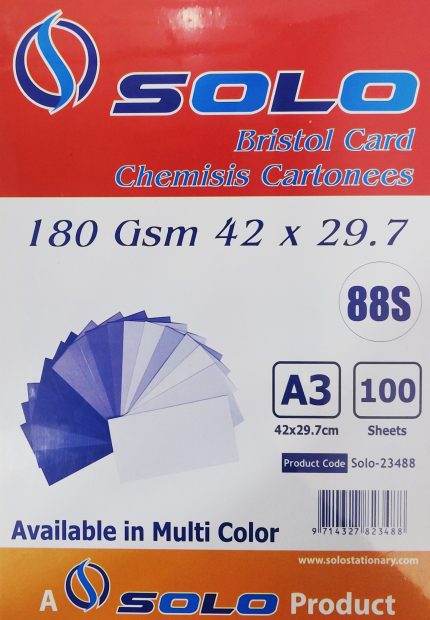 SOLO
Bristol Card
Chemisis Cartonees
180 Gsm 42 x 29.7
88S
A3
100
42x29.7cm
Sheets
Product Code Solo-23488
Available in Multi Color
9 714327 823488
www.solostationary.com
A SOLO Product